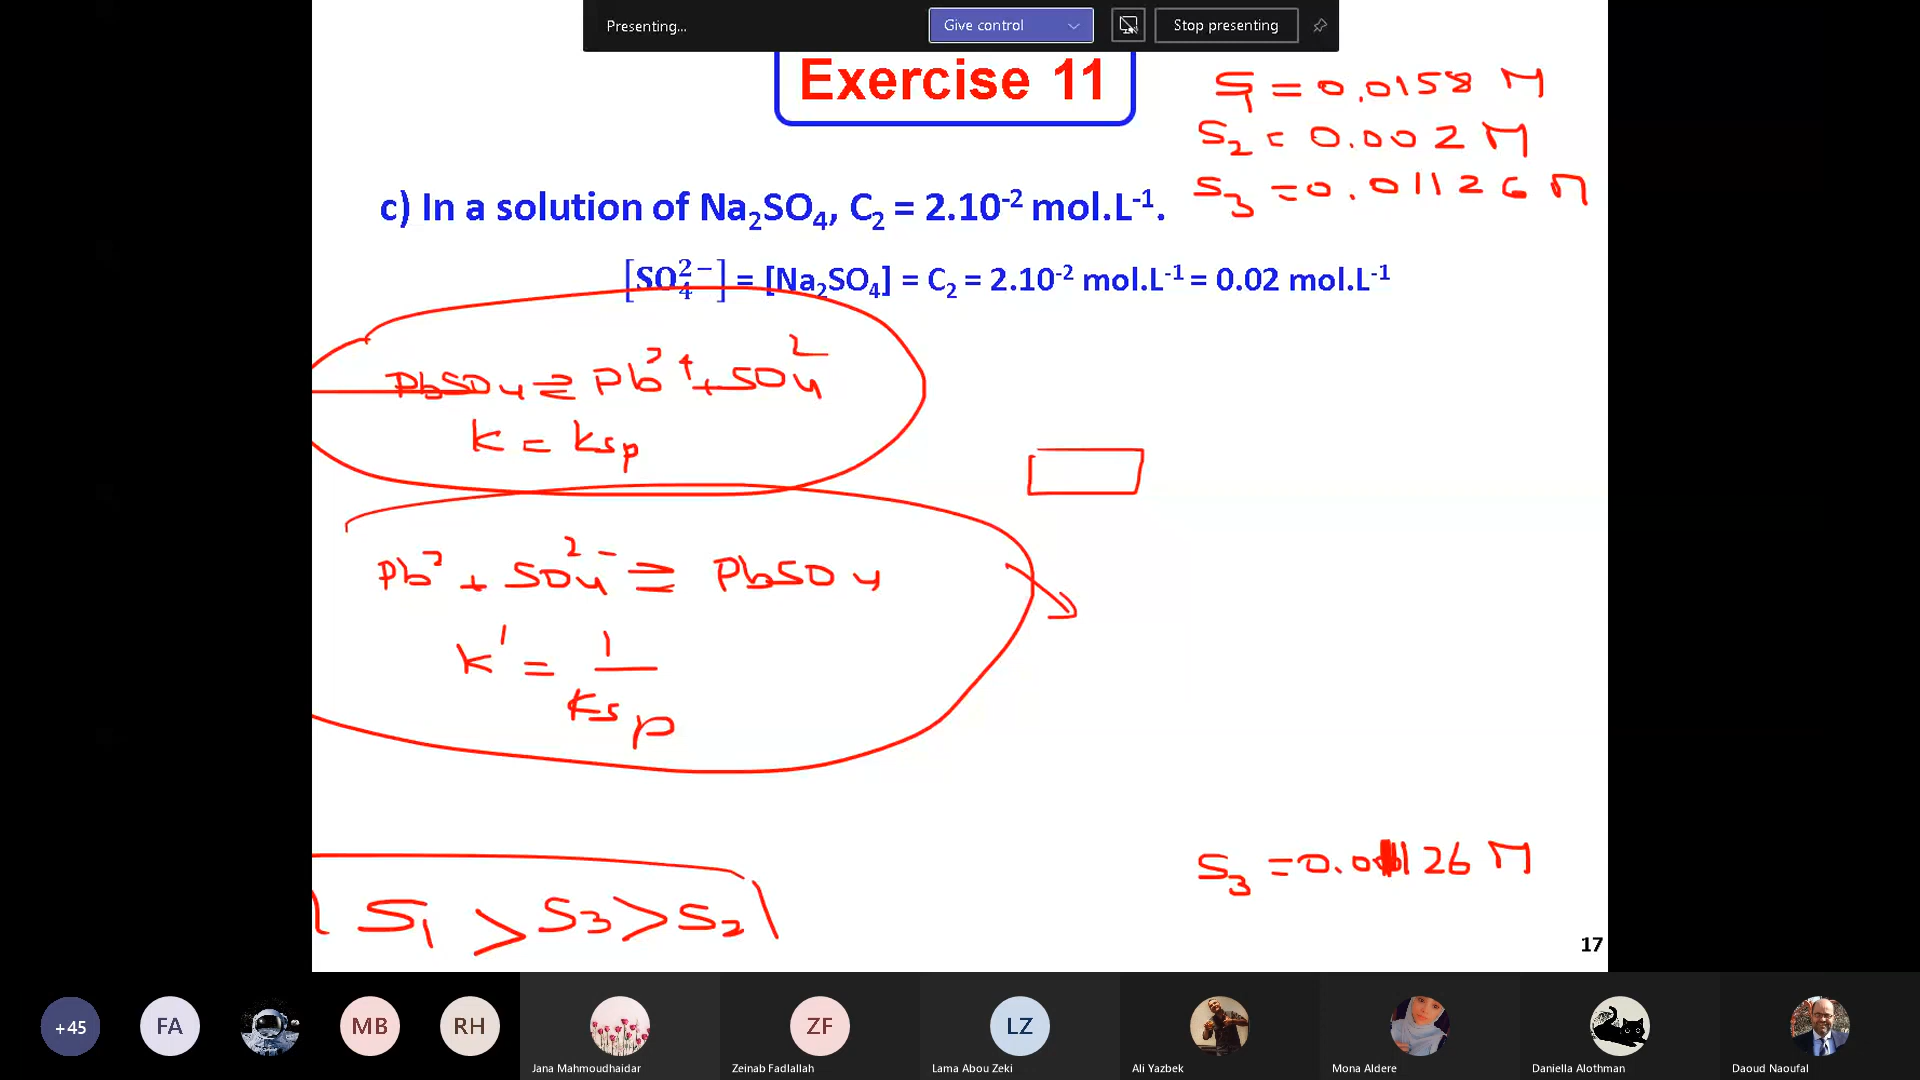 Presenting...
Give control
Stop presenting
Exercise 11
S₁ = 0.0158 M
S₂ = 0.002 M
S₃ = 0.01126 M
c) In a solution of Na₂SO₄, C₂ = 2.10⁻² mol.L⁻¹.
[SO₄²⁻] = [Na₂SO₄] = C₂ = 2.10⁻² mol.L⁻¹ = 0.02 mol.L⁻¹
PbSO₄ ⇌ Pb²⁺ + SO₄²⁻
K = Ksp
Pb² + SO₄²⁻ ⇌ PbSO₄
K' = 1/Ksp
S₃ = 0.01126 M
S₁ > S₃ > S₂
17
+45
FA
MB
RH
ZF
LZ
Jana Mahmoudhaidar
Zeinab Fadlallah
Lama Abou Zeki
Ali Yazbek
Mona Aldere
Daniella Alothman
Daoud Naoufal